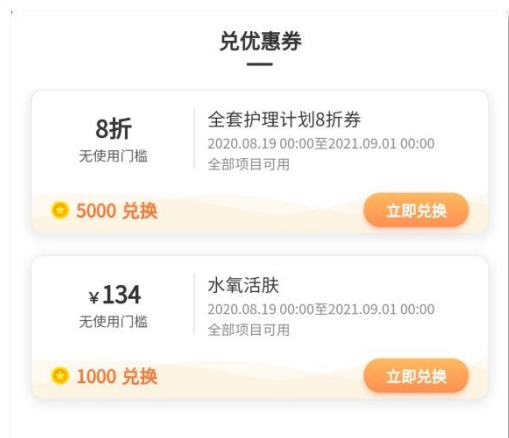 兑优惠券
8折
无使用门槛
全套护理计划8折券
2020.08.19 00:00至2021.09.01 00:00
全部项目可用
5000 兑换
立即兑换
¥134
无使用门槛
水氧活肤
2020.08.19 00:00至2021.09.01 00:00
全部项目可用
1000 兑换
立即兑换